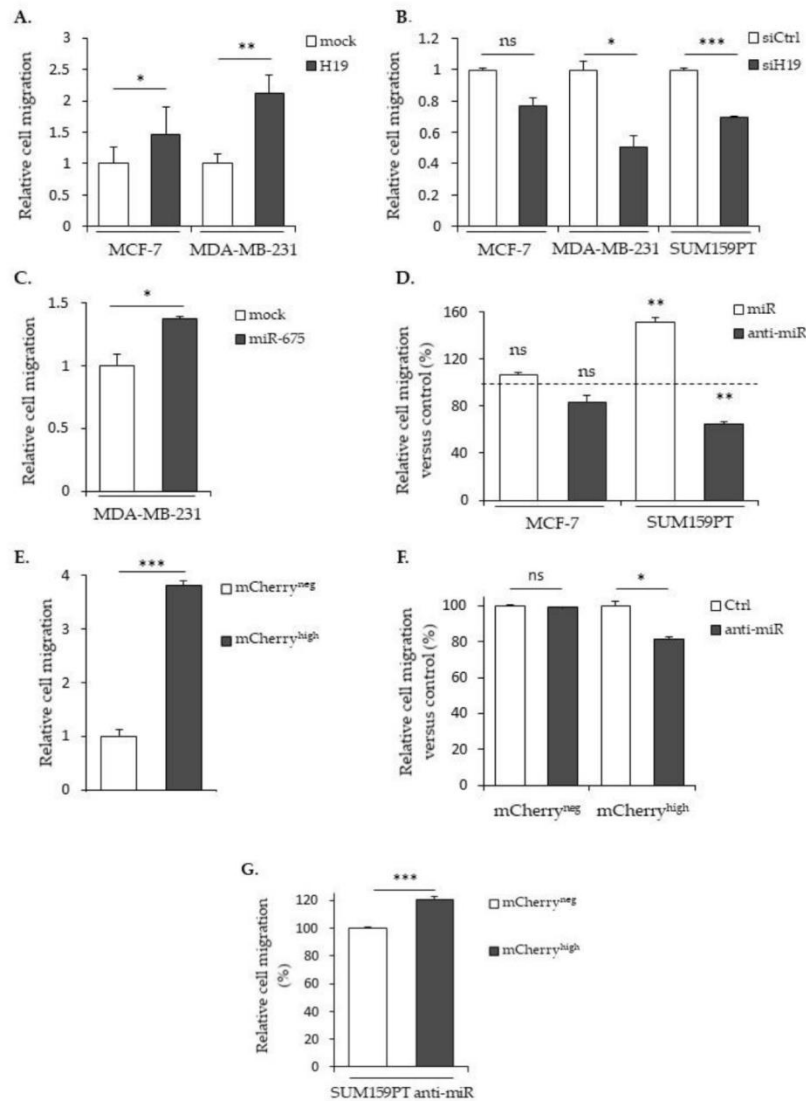 A.
Relative cell migration
3
2.5
2
1.5
1
0.5
0
*
**
mock
H19
MCF-7 MDA-MB-231
B.
Relative cell migration
1.2
1
0.8
0.6
0.4
0.2
0
ns
*
***
siCtrl
siH19
MCF-7 MDA-MB-231 SUM159PT
C.
Relative cell migration
1.5
1
0.5
0
*
mock
miR-675
MDA-MB-231
D.
Relative cell migration
versus control (%)
160
120
80
40
0
ns
ns
**
**
miR
anti-miR
MCF-7 SUM159PT
E.
Relative cell migration
4
3
2
1
0
***
mCherryneg
mCherryhigh
F.
Relative cell migration
versus control (%)
100
80
60
40
20
0
ns
*
Ctrl
anti-miR
mCherryneg mCherryhigh
G.
Relative cell migration
(%)
120
100
80
60
40
20
0
***
mCherryneg
mCherryhigh
SUM159PT anti-miR